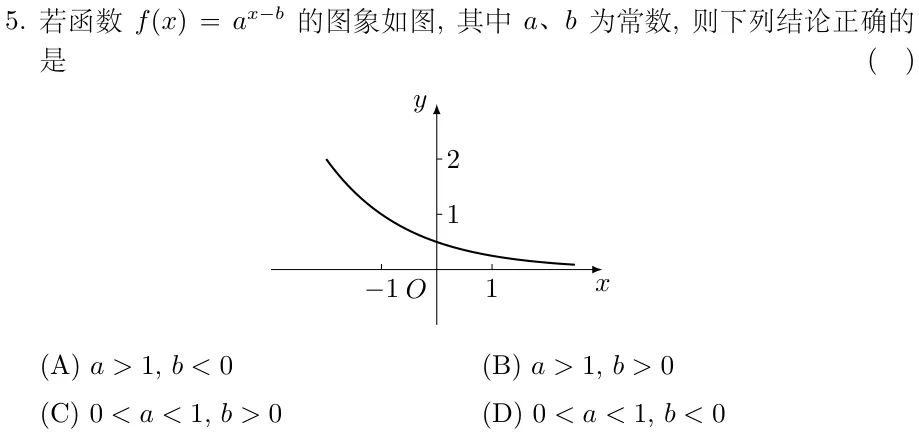 5. 若函数 f(x) = a^{x−b} 的图象如图, 其中 a、b 为常数, 则下列结论正确的
是 ( )
y
2
1
−1 O 1 x
(A) a > 1, b < 0 (B) a > 1, b > 0
(C) 0 < a < 1, b > 0 (D) 0 < a < 1, b < 0